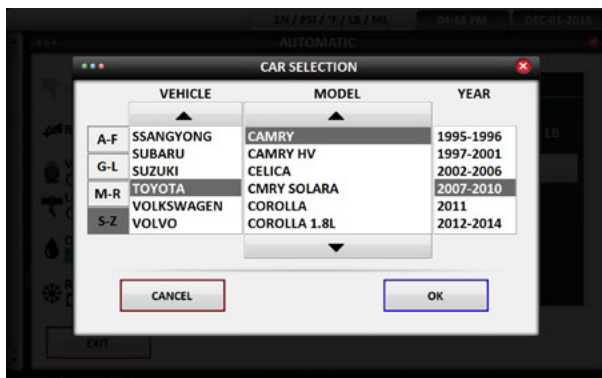 EN / PSI / °F / LB / ML
04:48 PM
DEC-01-2016
AUTOMATIC
CAR SELECTION
VEHICLE
MODEL
YEAR
A-F
G-L
M-R
S-Z
SSANGYONG
SUBARU
SUZUKI
TOYOTA
VOLKSWAGEN
VOLVO
CAMRY
CAMRY HV
CELICA
CMRY SOLARA
COROLLA
COROLLA 1.8L
1995-1996
1997-2001
2002-2006
2007-2010
2011
2012-2014
LB
CANCEL
OK
EXIT